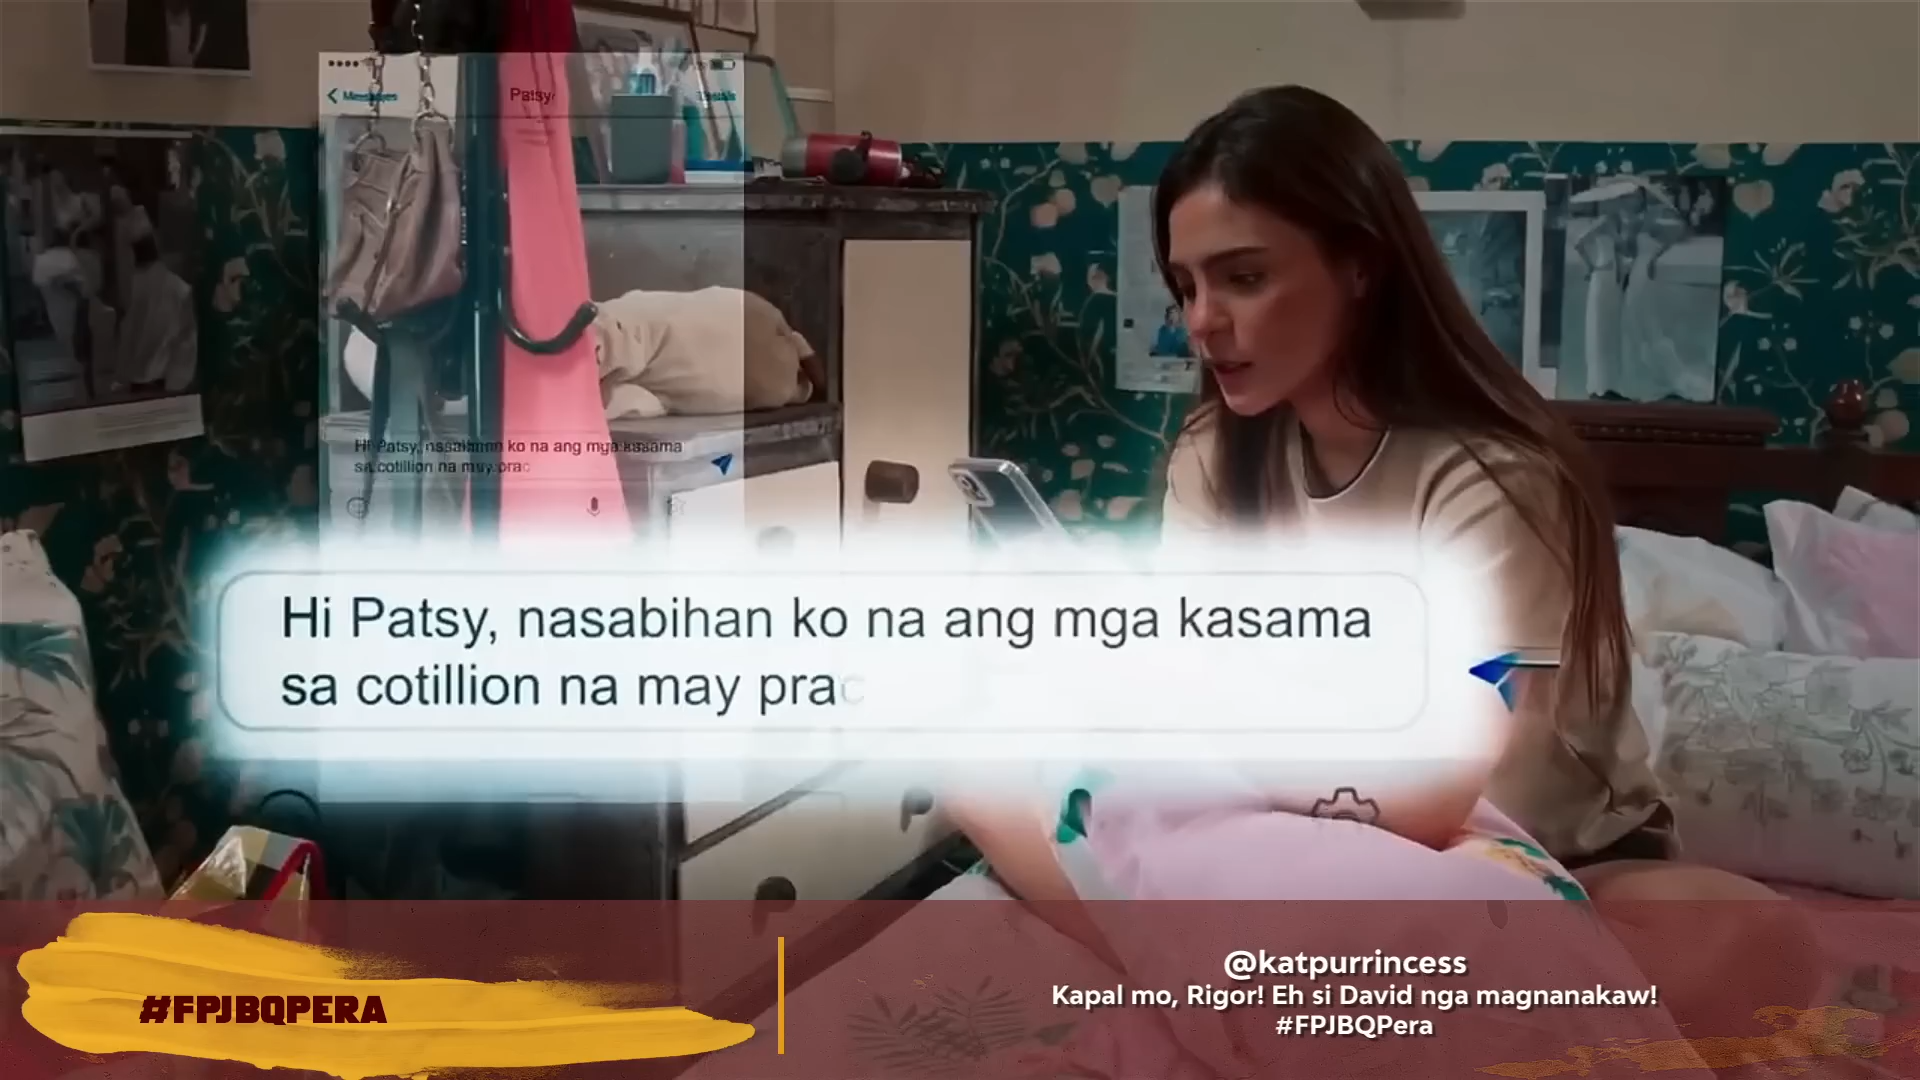 Messages
Patsy
Details
Hi Patsy, nasabihan ko na ang mga kasama
sa cotillion na may prac
Hi Patsy, nasabihan ko na ang mga kasama
sa cotillion na may prac
#FPJBQPERA
@katpurrincess
Kapal mo, Rigor! Eh si David nga magnanakaw!
#FPJBQPera